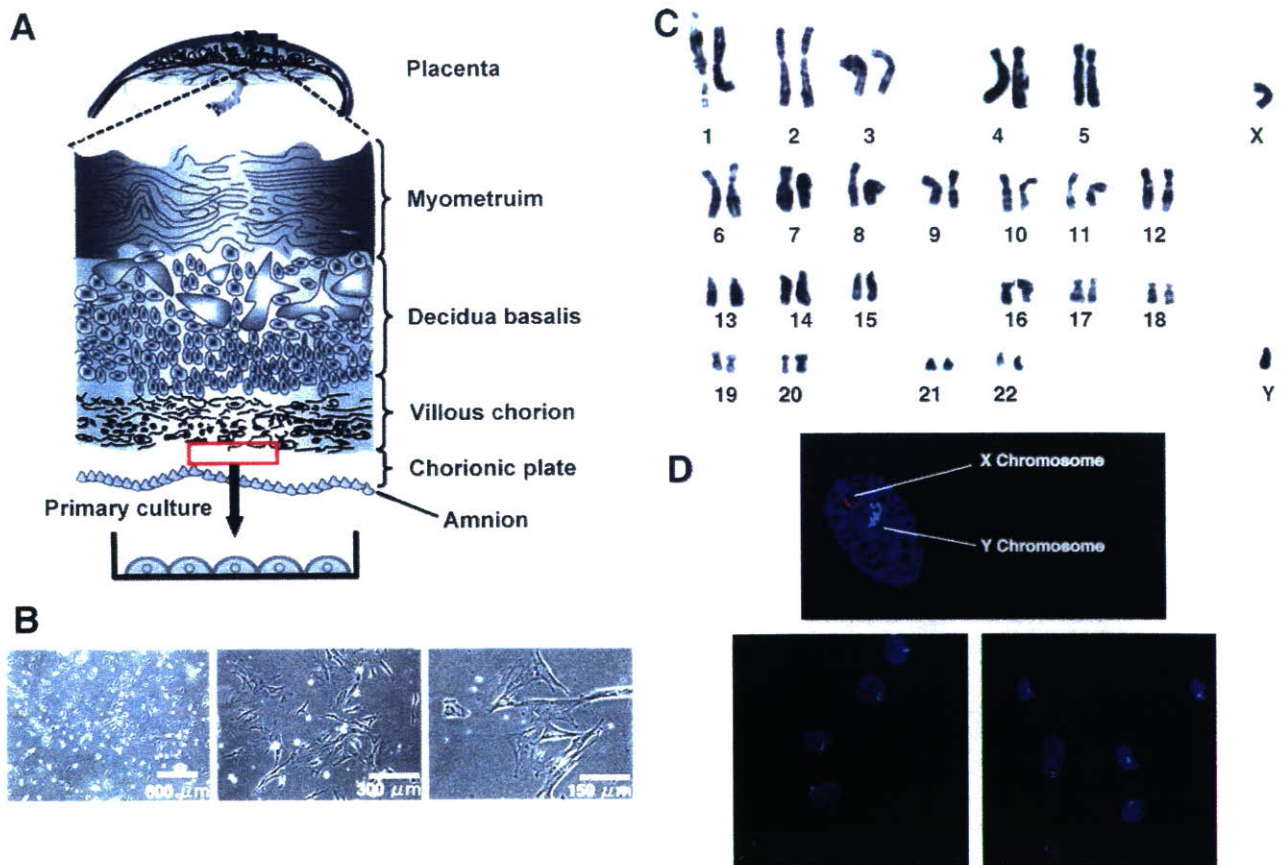 A
Placenta
Myometruim
Decidua basalis
Villous chorion
Chorionic plate
Primary culture
Amnion
B
600 μm
300 μm
150 μm
C
1 2 3 4 5 X
6 7 8 9 10 11 12
13 14 15 16 17 18
19 20 21 22 Y
D
X Chromosome
Y Chromosome